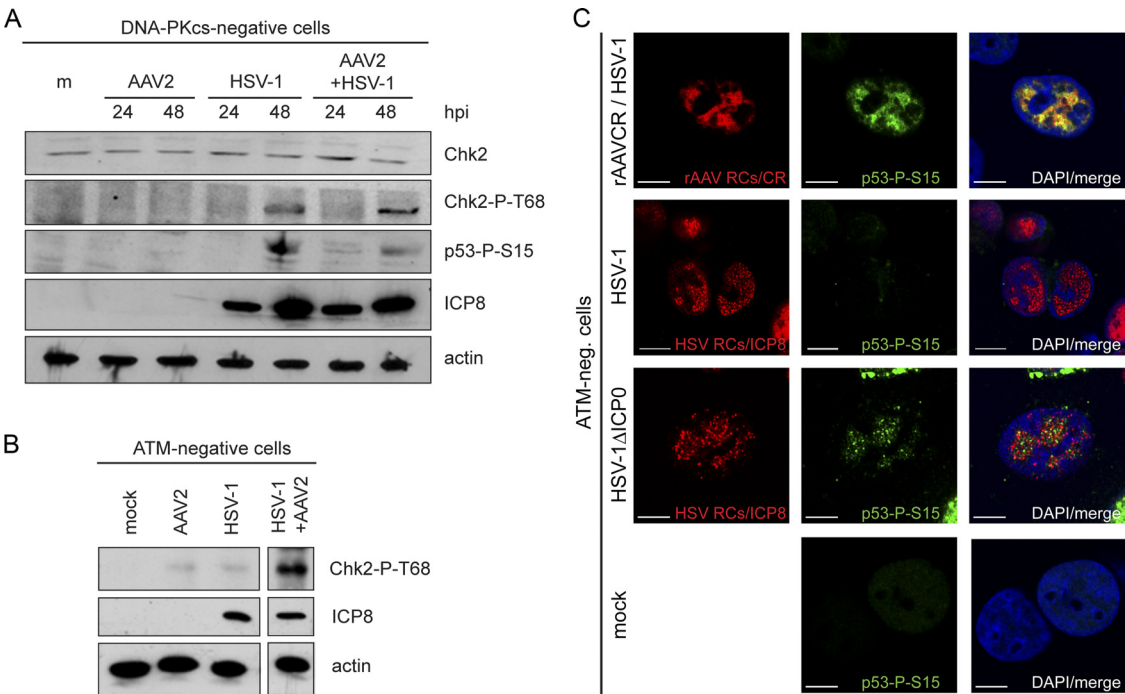 A
DNA-PKcs-negative cells
m
AAV2
HSV-1
AAV2
+HSV-1
24
48
24
48
24
48
hpi
Chk2
Chk2-P-T68
p53-P-S15
ICP8
actin
B
ATM-negative cells
mock
AAV2
HSV-1
HSV-1
+AAV2
Chk2-P-T68
ICP8
actin
C
ATM-neg. cells
rAAVCR / HSV-1
rAAV RCs/CR
p53-P-S15
DAPI/merge
HSV-1
HSV RCs/ICP8
p53-P-S15
DAPI/merge
HSV-1ΔICP0
HSV RCs/ICP8
p53-P-S15
DAPI/merge
mock
p53-P-S15
DAPI/merge